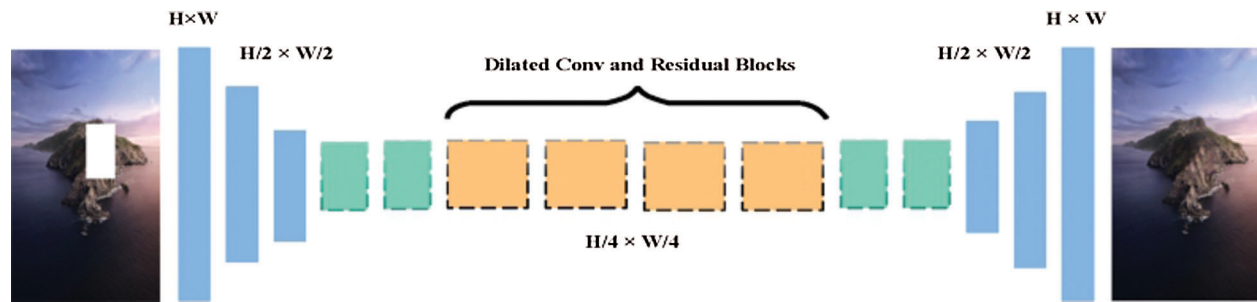 H×W
H/2 × W/2
Dilated Conv and Residual Blocks
H/4 × W/4
H/2 × W/2
H × W